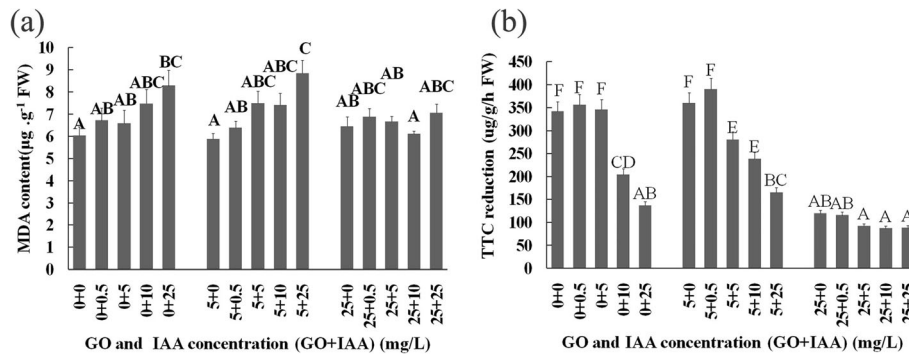 (a)
MDA content(μg .g-1 FW)
10
9
8
7
6
5
4
3
2
1
0
A AB AB ABC BC
A AB ABC ABC C
AB ABC AB A ABC
0+0 0+0.5 0+5 0+10 0+25
5+0 5+0.5 5+5 5+10 5+25
25+0 25+0.5 25+5 25+10 25+25
GO and IAA concentration (GO+IAA) (mg/L)
(b)
TTC reduction (ug/g/h FW)
450
400
350
300
250
200
150
100
50
0
F F F CD AB
F F E E BC
AB AB A A A
0+0 0+0.5 0+5 0+10 0+25
5+0 5+0.5 5+5 5+10 5+25
25+0 25+0.5 25+5 25+10 25+25
GO and IAA concentration (GO+IAA) (mg/L)